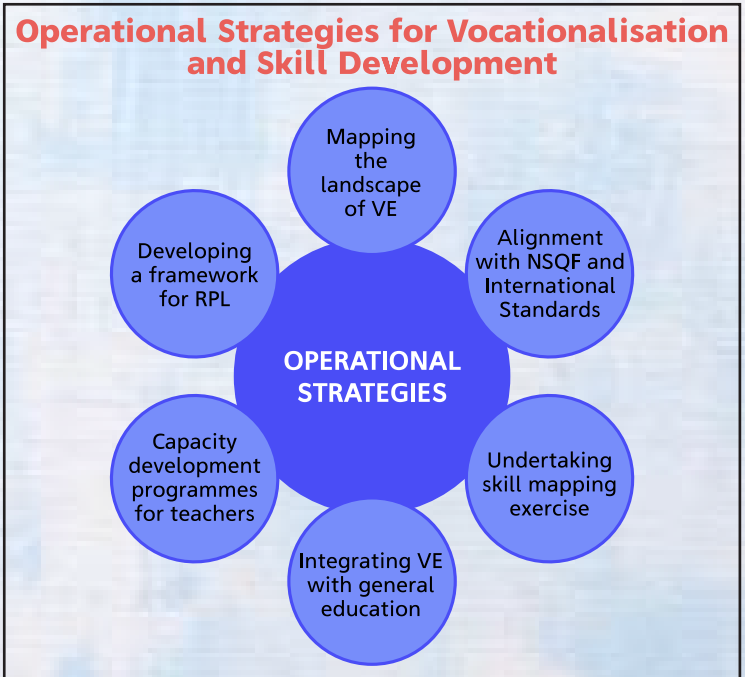 Operational Strategies for Vocationalisation
and Skill Development
Mapping
the
landscape
of VE
Alignment
with NSQF and
International
Standards
Undertaking
skill mapping
exercise
Integrating VE
with general
education
Capacity
development
programmes
for teachers
Developing
a framework
for RPL
OPERATIONAL
STRATEGIES